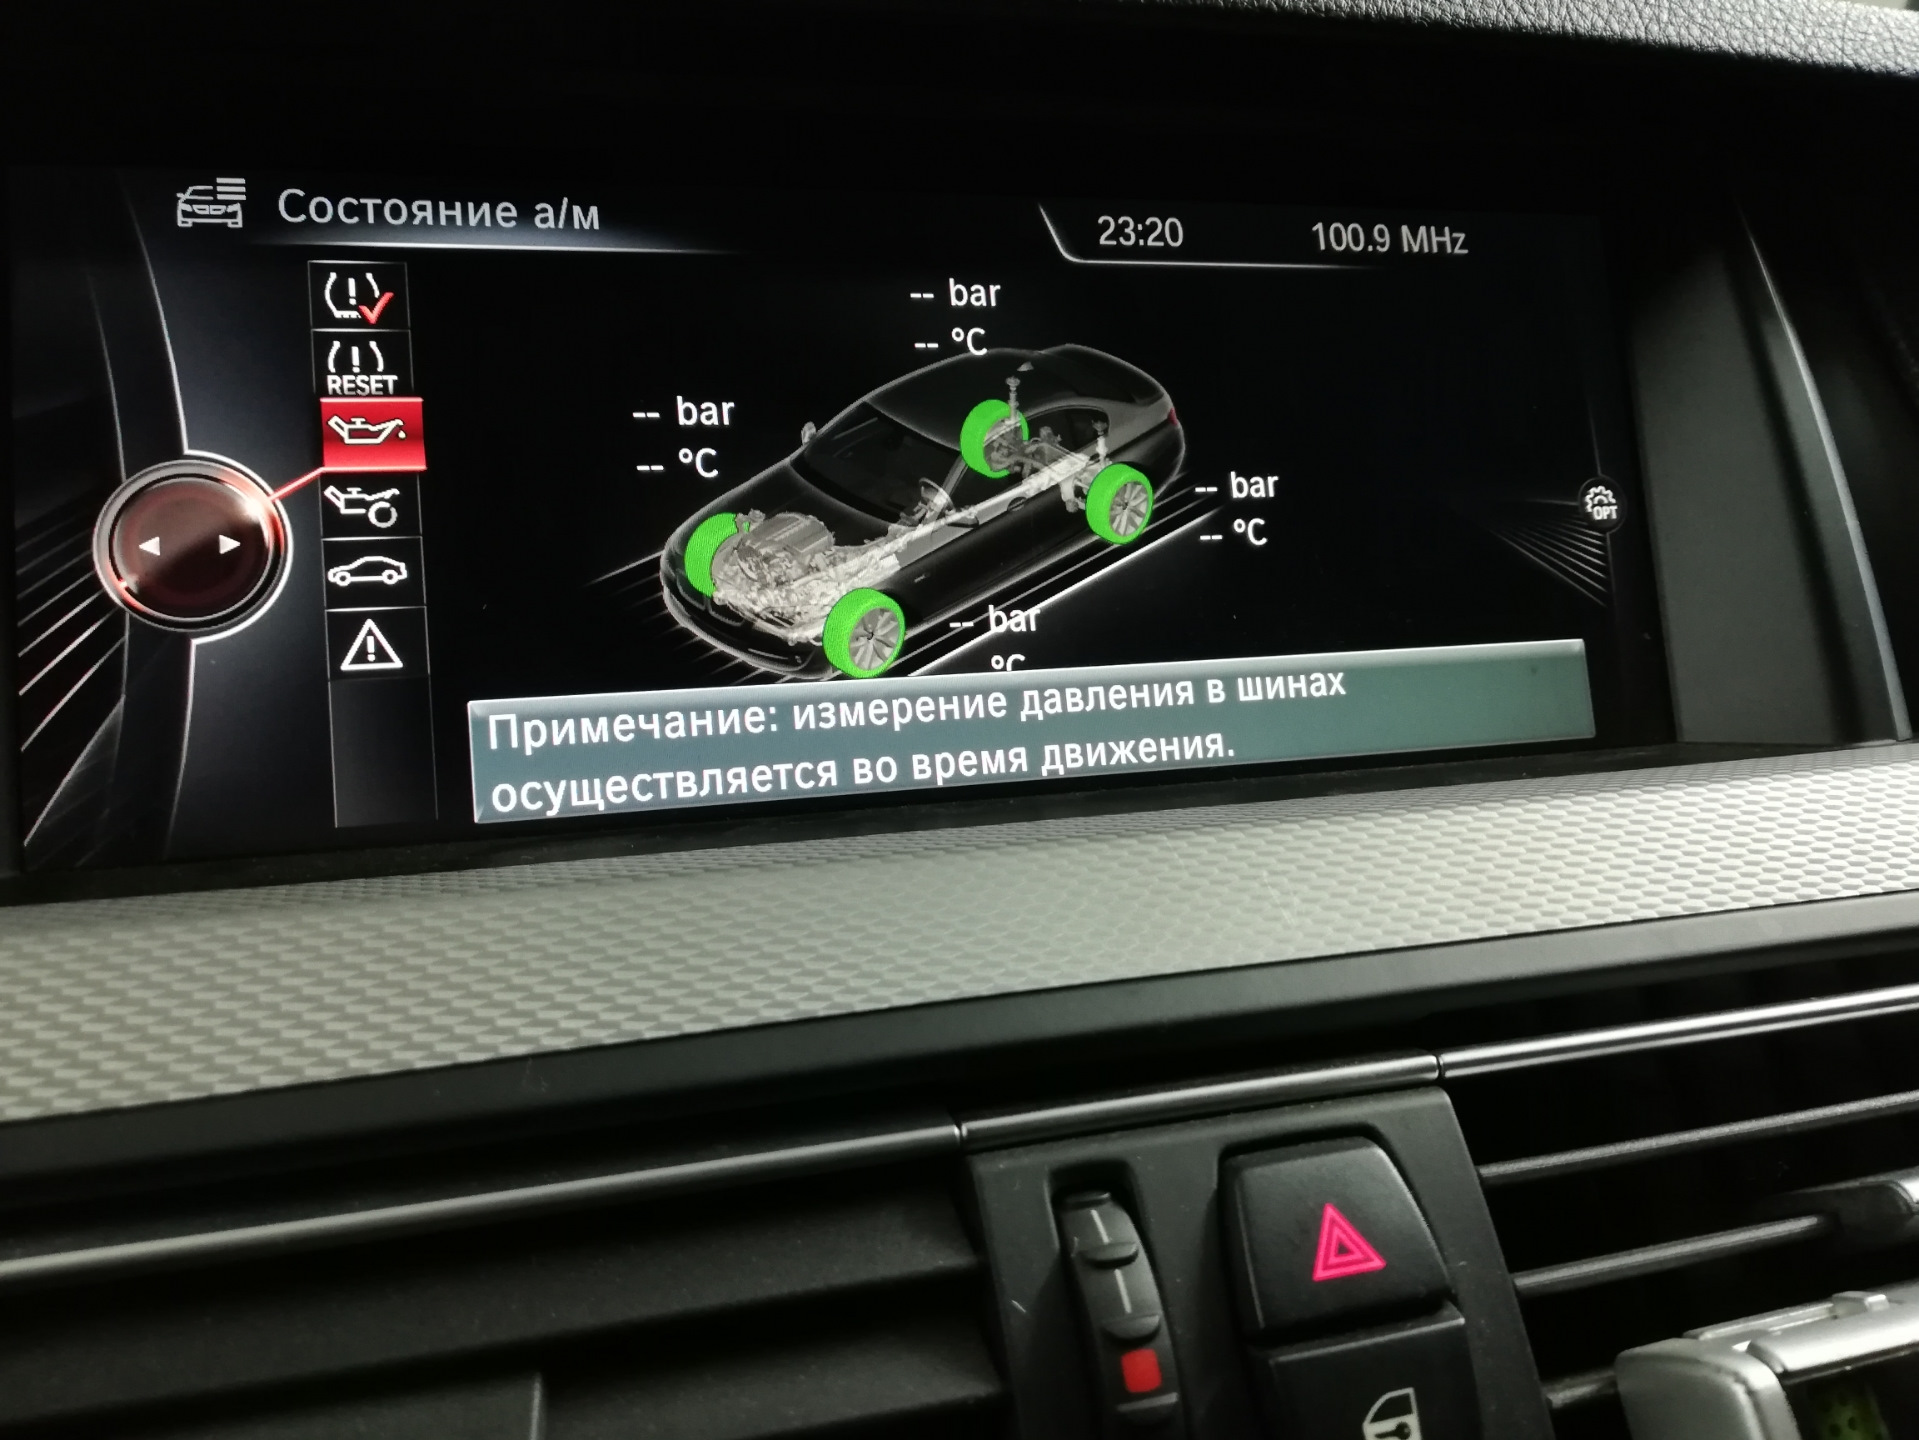 Состояние а/м
23:20
100.9 MHz
RESET
-- bar
-- °C
-- bar
-- °C
-- bar
-- °C
-- bar
°C
OPT
Примечание: измерение давления в шинах
осуществляется во время движения.